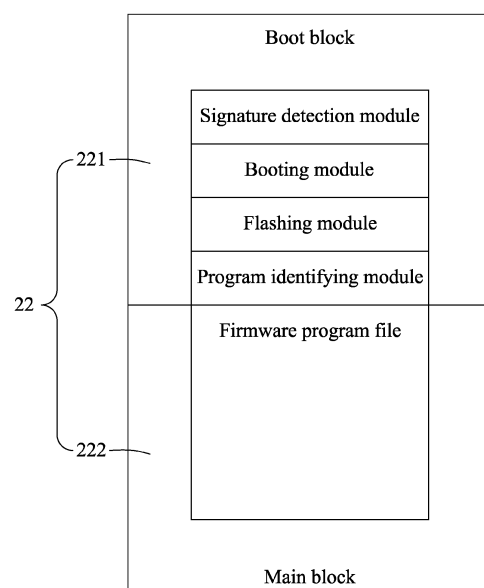 Boot block
Signature detection module
221
Booting module
Flashing module
Program identifying module
22
Firmware program file
222
Main block